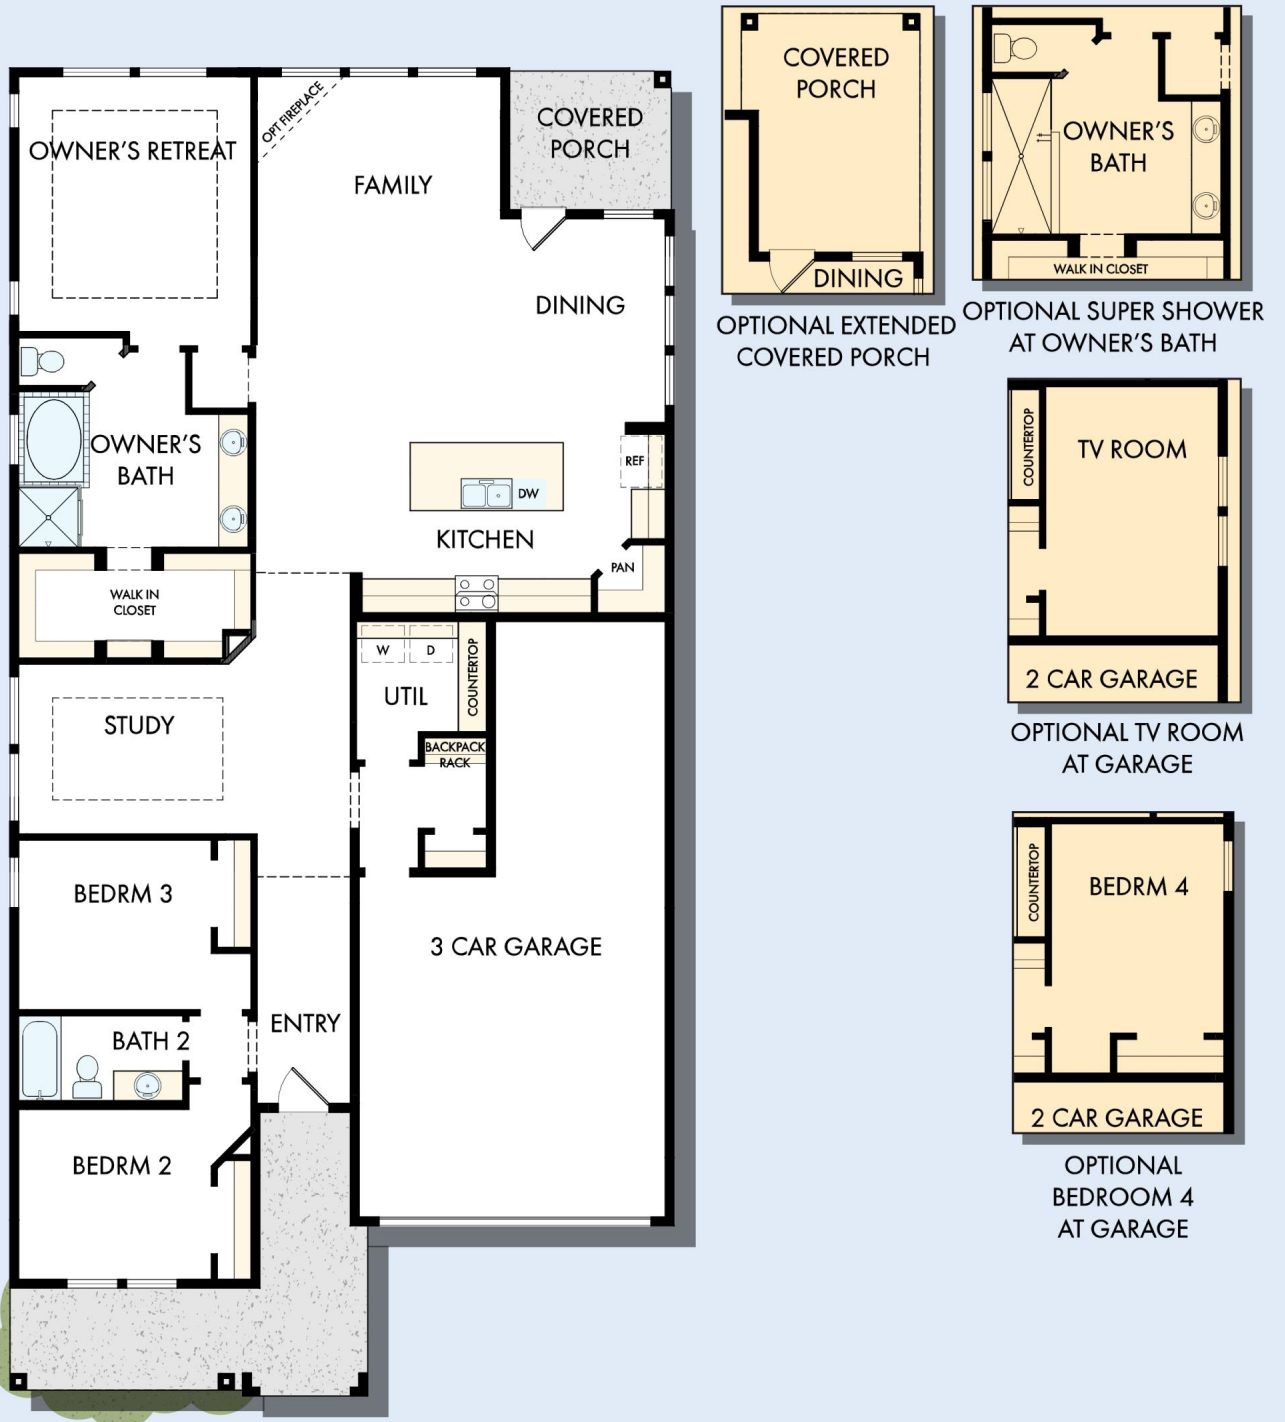 OWNER'S RETREAT
OPT FIREPLACE
FAMILY
COVERED
PORCH
DINING
OWNER'S
BATH
REF
DW
KITCHEN
PAN
WALK IN
CLOSET
W
D
COUNTERTOP
UTIL
STUDY
BACKPACK
RACK
BEDRM 3
3 CAR GARAGE
ENTRY
BATH 2
BEDRM 2
COVERED
PORCH
DINING
OPTIONAL EXTENDED
COVERED PORCH
OWNER'S
BATH
WALK IN CLOSET
OPTIONAL SUPER SHOWER
AT OWNER'S BATH
COUNTERTOP
TV ROOM
2 CAR GARAGE
OPTIONAL TV ROOM
AT GARAGE
COUNTERTOP
BEDRM 4
2 CAR GARAGE
OPTIONAL
BEDROOM 4
AT GARAGE